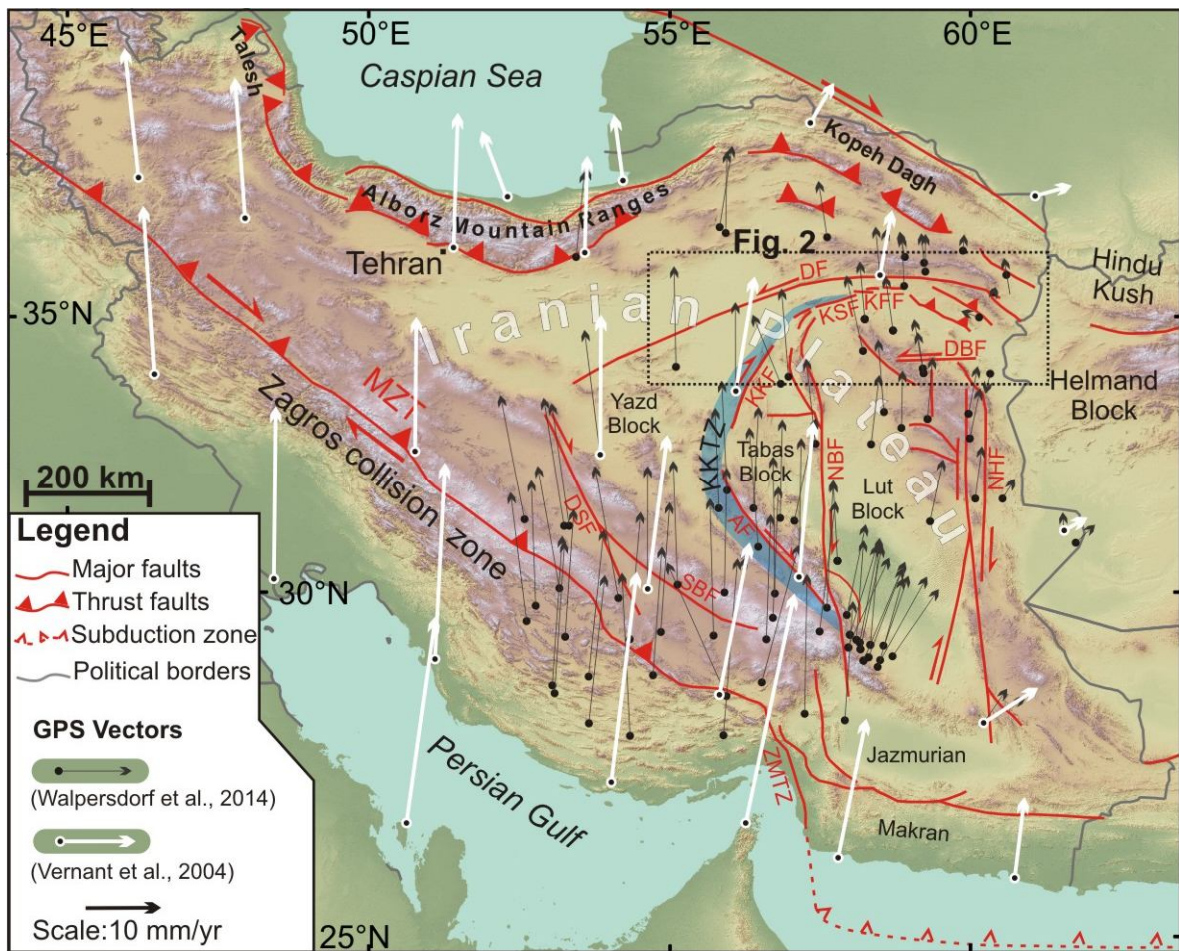 45°E
50°E
55°E
60°E
Talesh
Caspian Sea
Kopeh Dagh
Alborz Mountain Ranges
Tehran
Fig. 2
Hindu
Kush
DF
KSF
KFF
35°N
Iranian Plateau
DBF
MZT
KKF
Helmand
Block
Yazd
Block
Zagros collision zone
KKTZ
Tabas
Block
NBF
NHF
200 km
Lut
Block
DSF
AF
Legend
Major faults
Thrust faults
Subduction zone
Political borders
30°N
SBF
GPS Vectors
(Walpersdorf et al., 2014)
(Vernant et al., 2004)
Scale:10 mm/yr
Persian Gulf
ZMTZ
Jazmurian
Makran
25°N